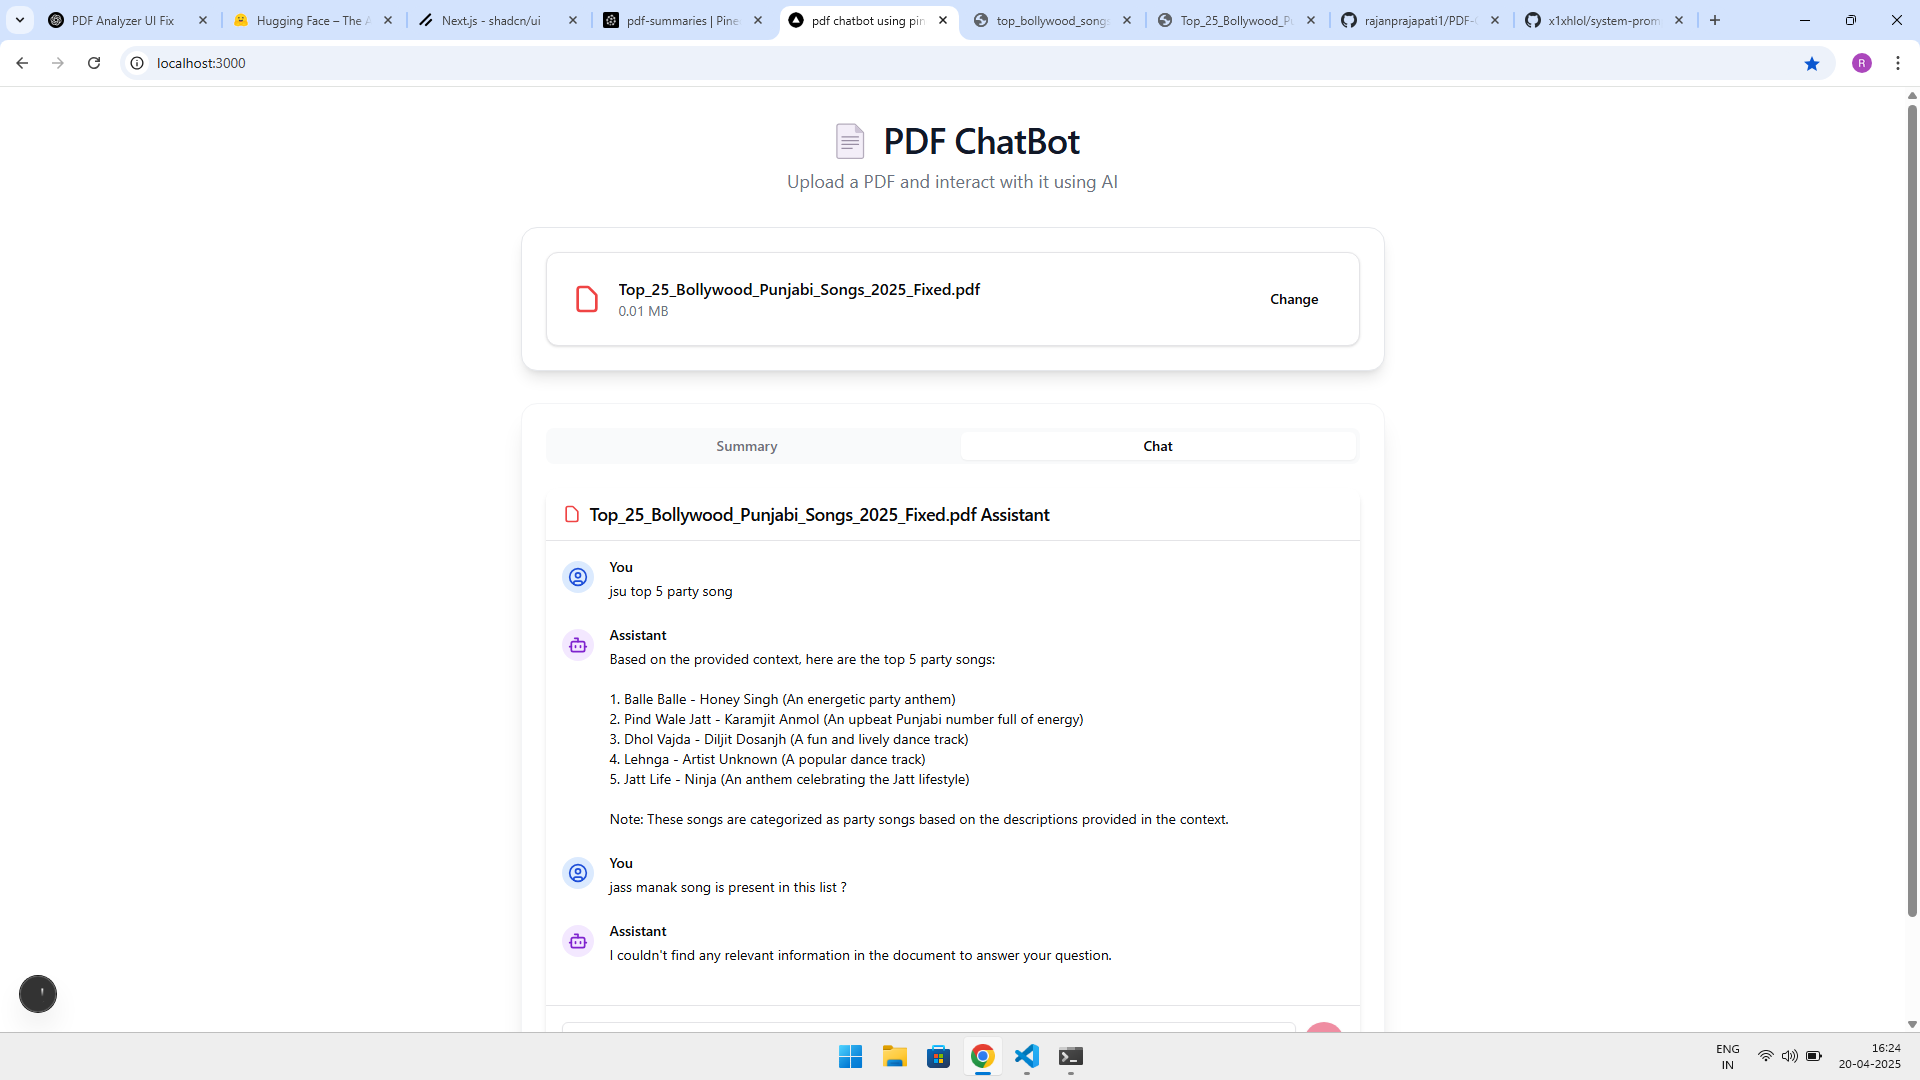 PDF Analyzer UI Fix
Hugging Face – The A
Next.js - shadcn/ui
pdf-summaries | Pine
pdf chatbot using pin
top_bollywood_songs
Top_25_Bollywood_Pu
rajanprajapati1/PDF-
x1xhlol/system-prom
localhost:3000
R
PDF ChatBot
Upload a PDF and interact with it using AI
Top_25_Bollywood_Punjabi_Songs_2025_Fixed.pdf
0.01 MB
Change
Summary
Chat
Top_25_Bollywood_Punjabi_Songs_2025_Fixed.pdf Assistant
You
jsu top 5 party song
Assistant
Based on the provided context, here are the top 5 party songs:
1. Balle Balle - Honey Singh (An energetic party anthem)
2. Pind Wale Jatt - Karamjit Anmol (An upbeat Punjabi number full of energy)
3. Dhol Vajda - Diljit Dosanjh (A fun and lively dance track)
4. Lehnga - Artist Unknown (A popular dance track)
5. Jatt Life - Ninja (An anthem celebrating the Jatt lifestyle)
Note: These songs are categorized as party songs based on the descriptions provided in the context.
You
jass manak song is present in this list ?
Assistant
I couldn't find any relevant information in the document to answer your question.
ENG
IN
16:24
20-04-2025